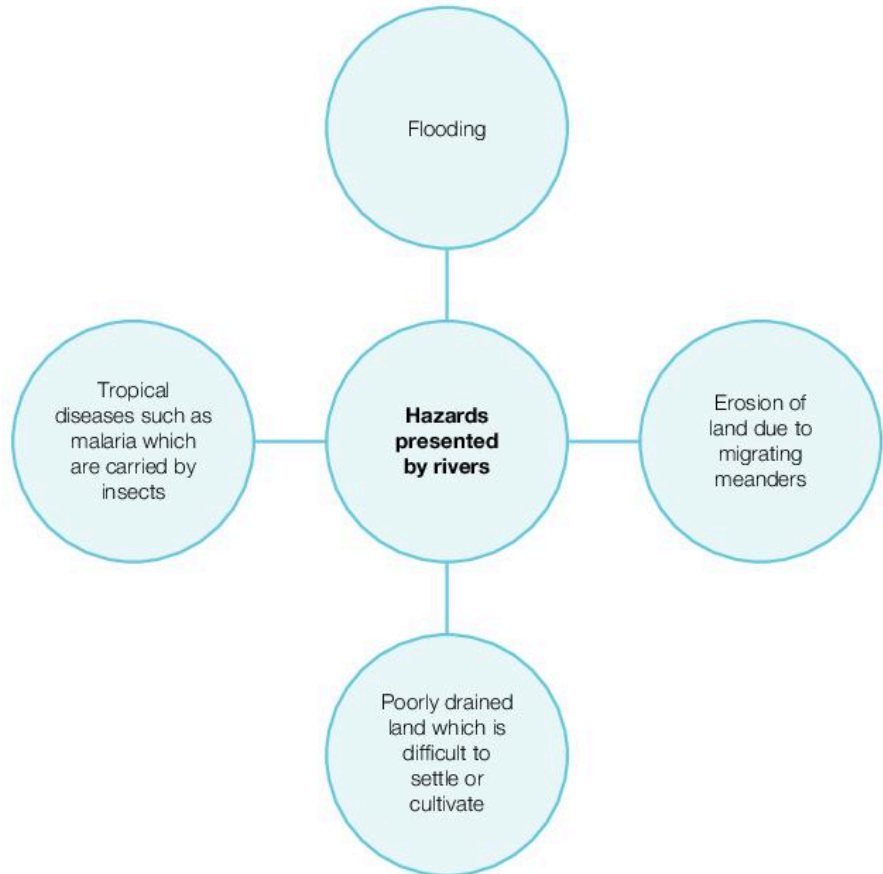 Flooding
Tropical
diseases such as
malaria which
are carried by
insects
Hazards
presented
by rivers
Erosion of
land due to
migrating
meanders
Poorly drained
land which is
difficult to
settle or
cultivate